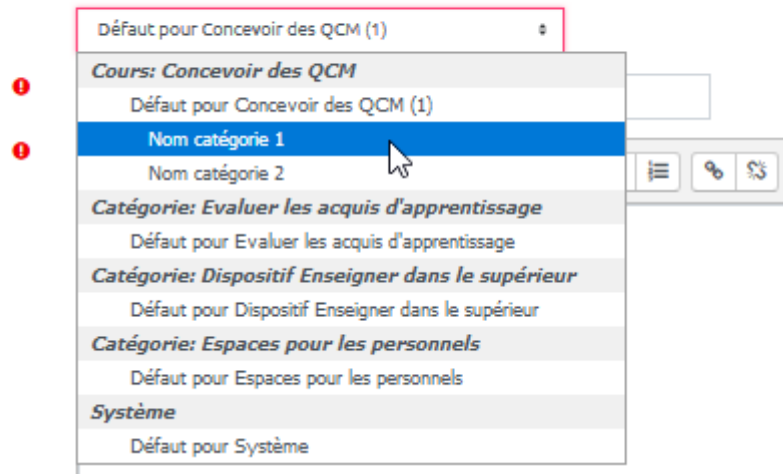 Défaut pour Concevoir des QCM (1)
Cours: Concevoir des QCM
Défaut pour Concevoir des QCM (1)
Nom catégorie 1
Nom catégorie 2
Catégorie: Evaluer les acquis d'apprentissage
Défaut pour Evaluer les acquis d'apprentissage
Catégorie: Dispositif Enseigner dans le supérieur
Défaut pour Dispositif Enseigner dans le supérieur
Catégorie: Espaces pour les personnels
Défaut pour Espaces pour les personnels
Système
Défaut pour Système